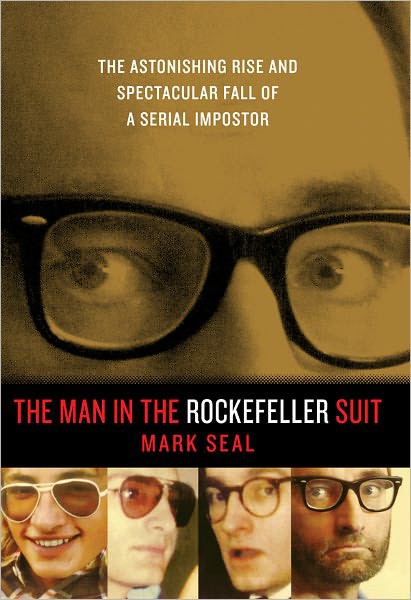 THE ASTONISHING RISE AND
SPECTACULAR FALL OF
A SERIAL IMPOSTOR
THE MAN IN THE ROCKEFELLER SUIT
MARK SEAL